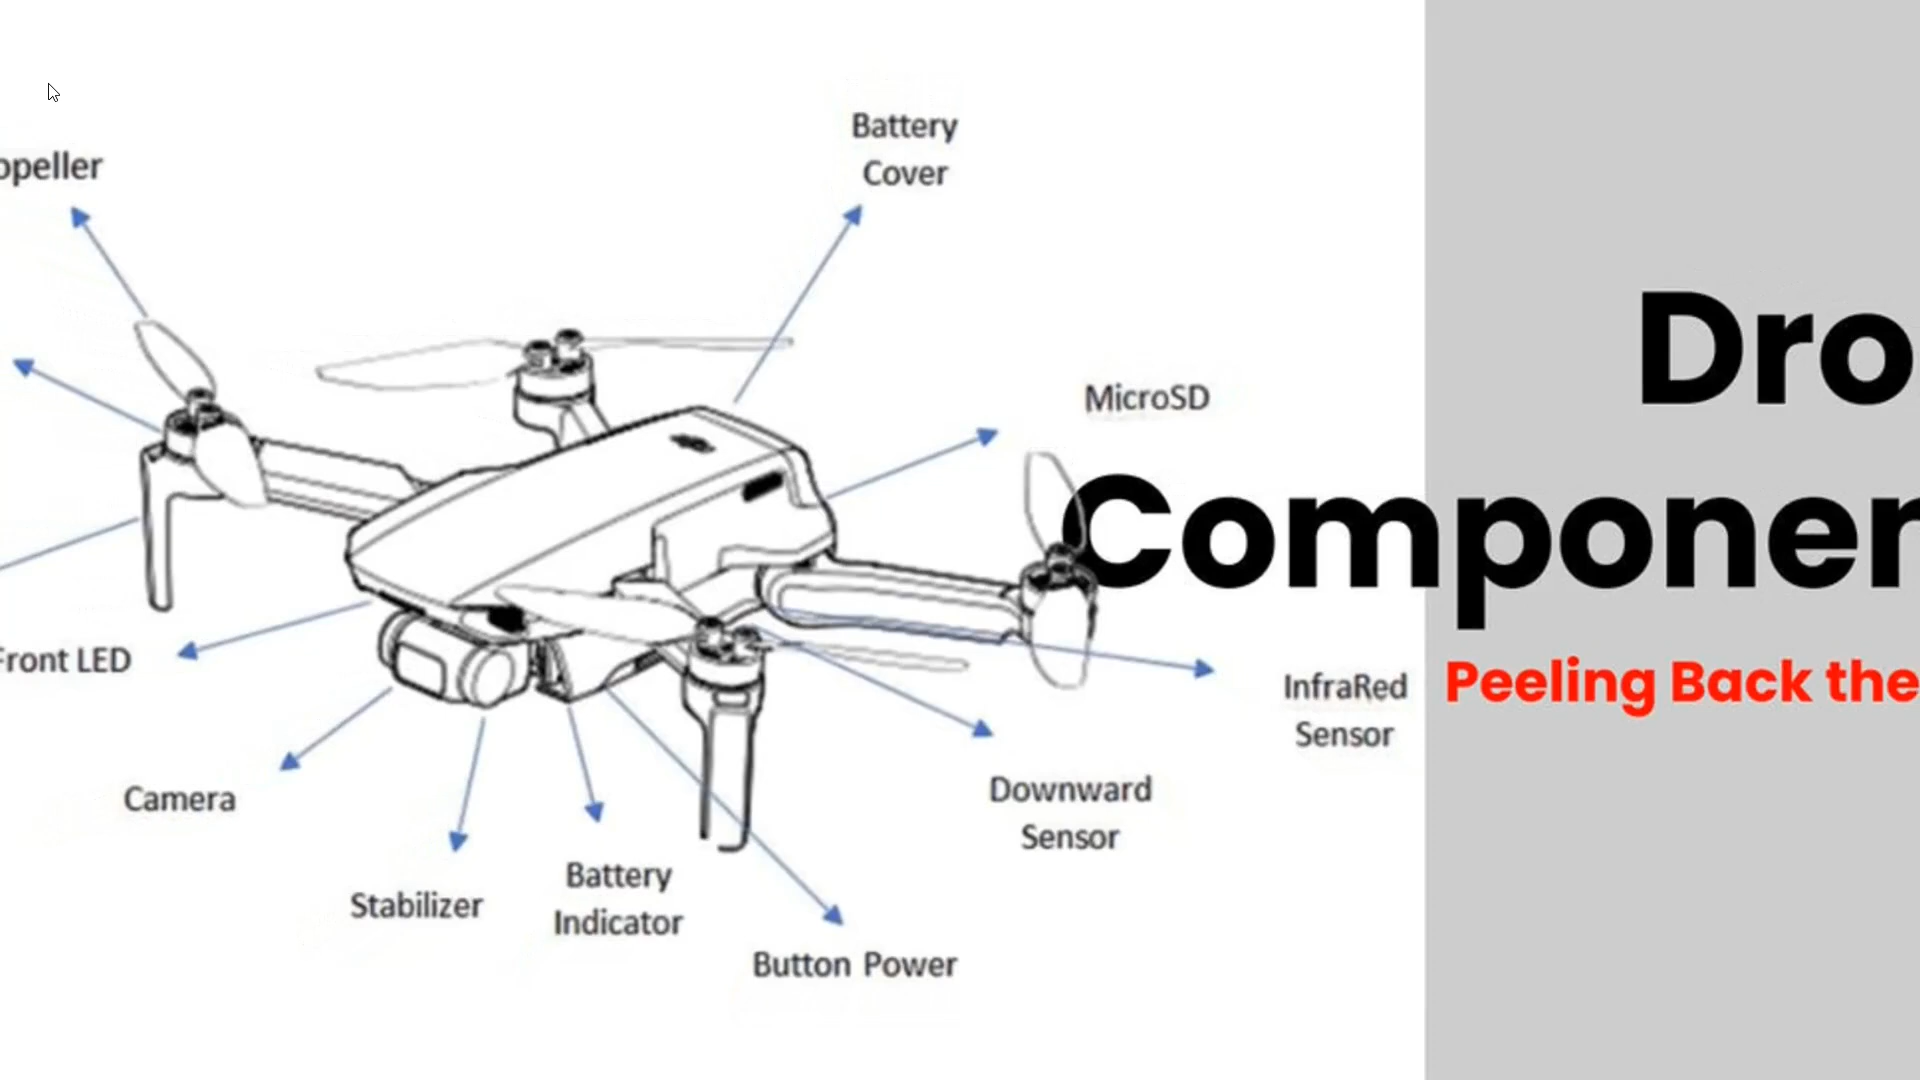 Battery
Cover
opeller
MicroSD
Dro
Componen
Front LED
InfraRed
Sensor
Peeling Back the
Camera
Downward
Sensor
Stabilizer
Battery
Indicator
Button Power